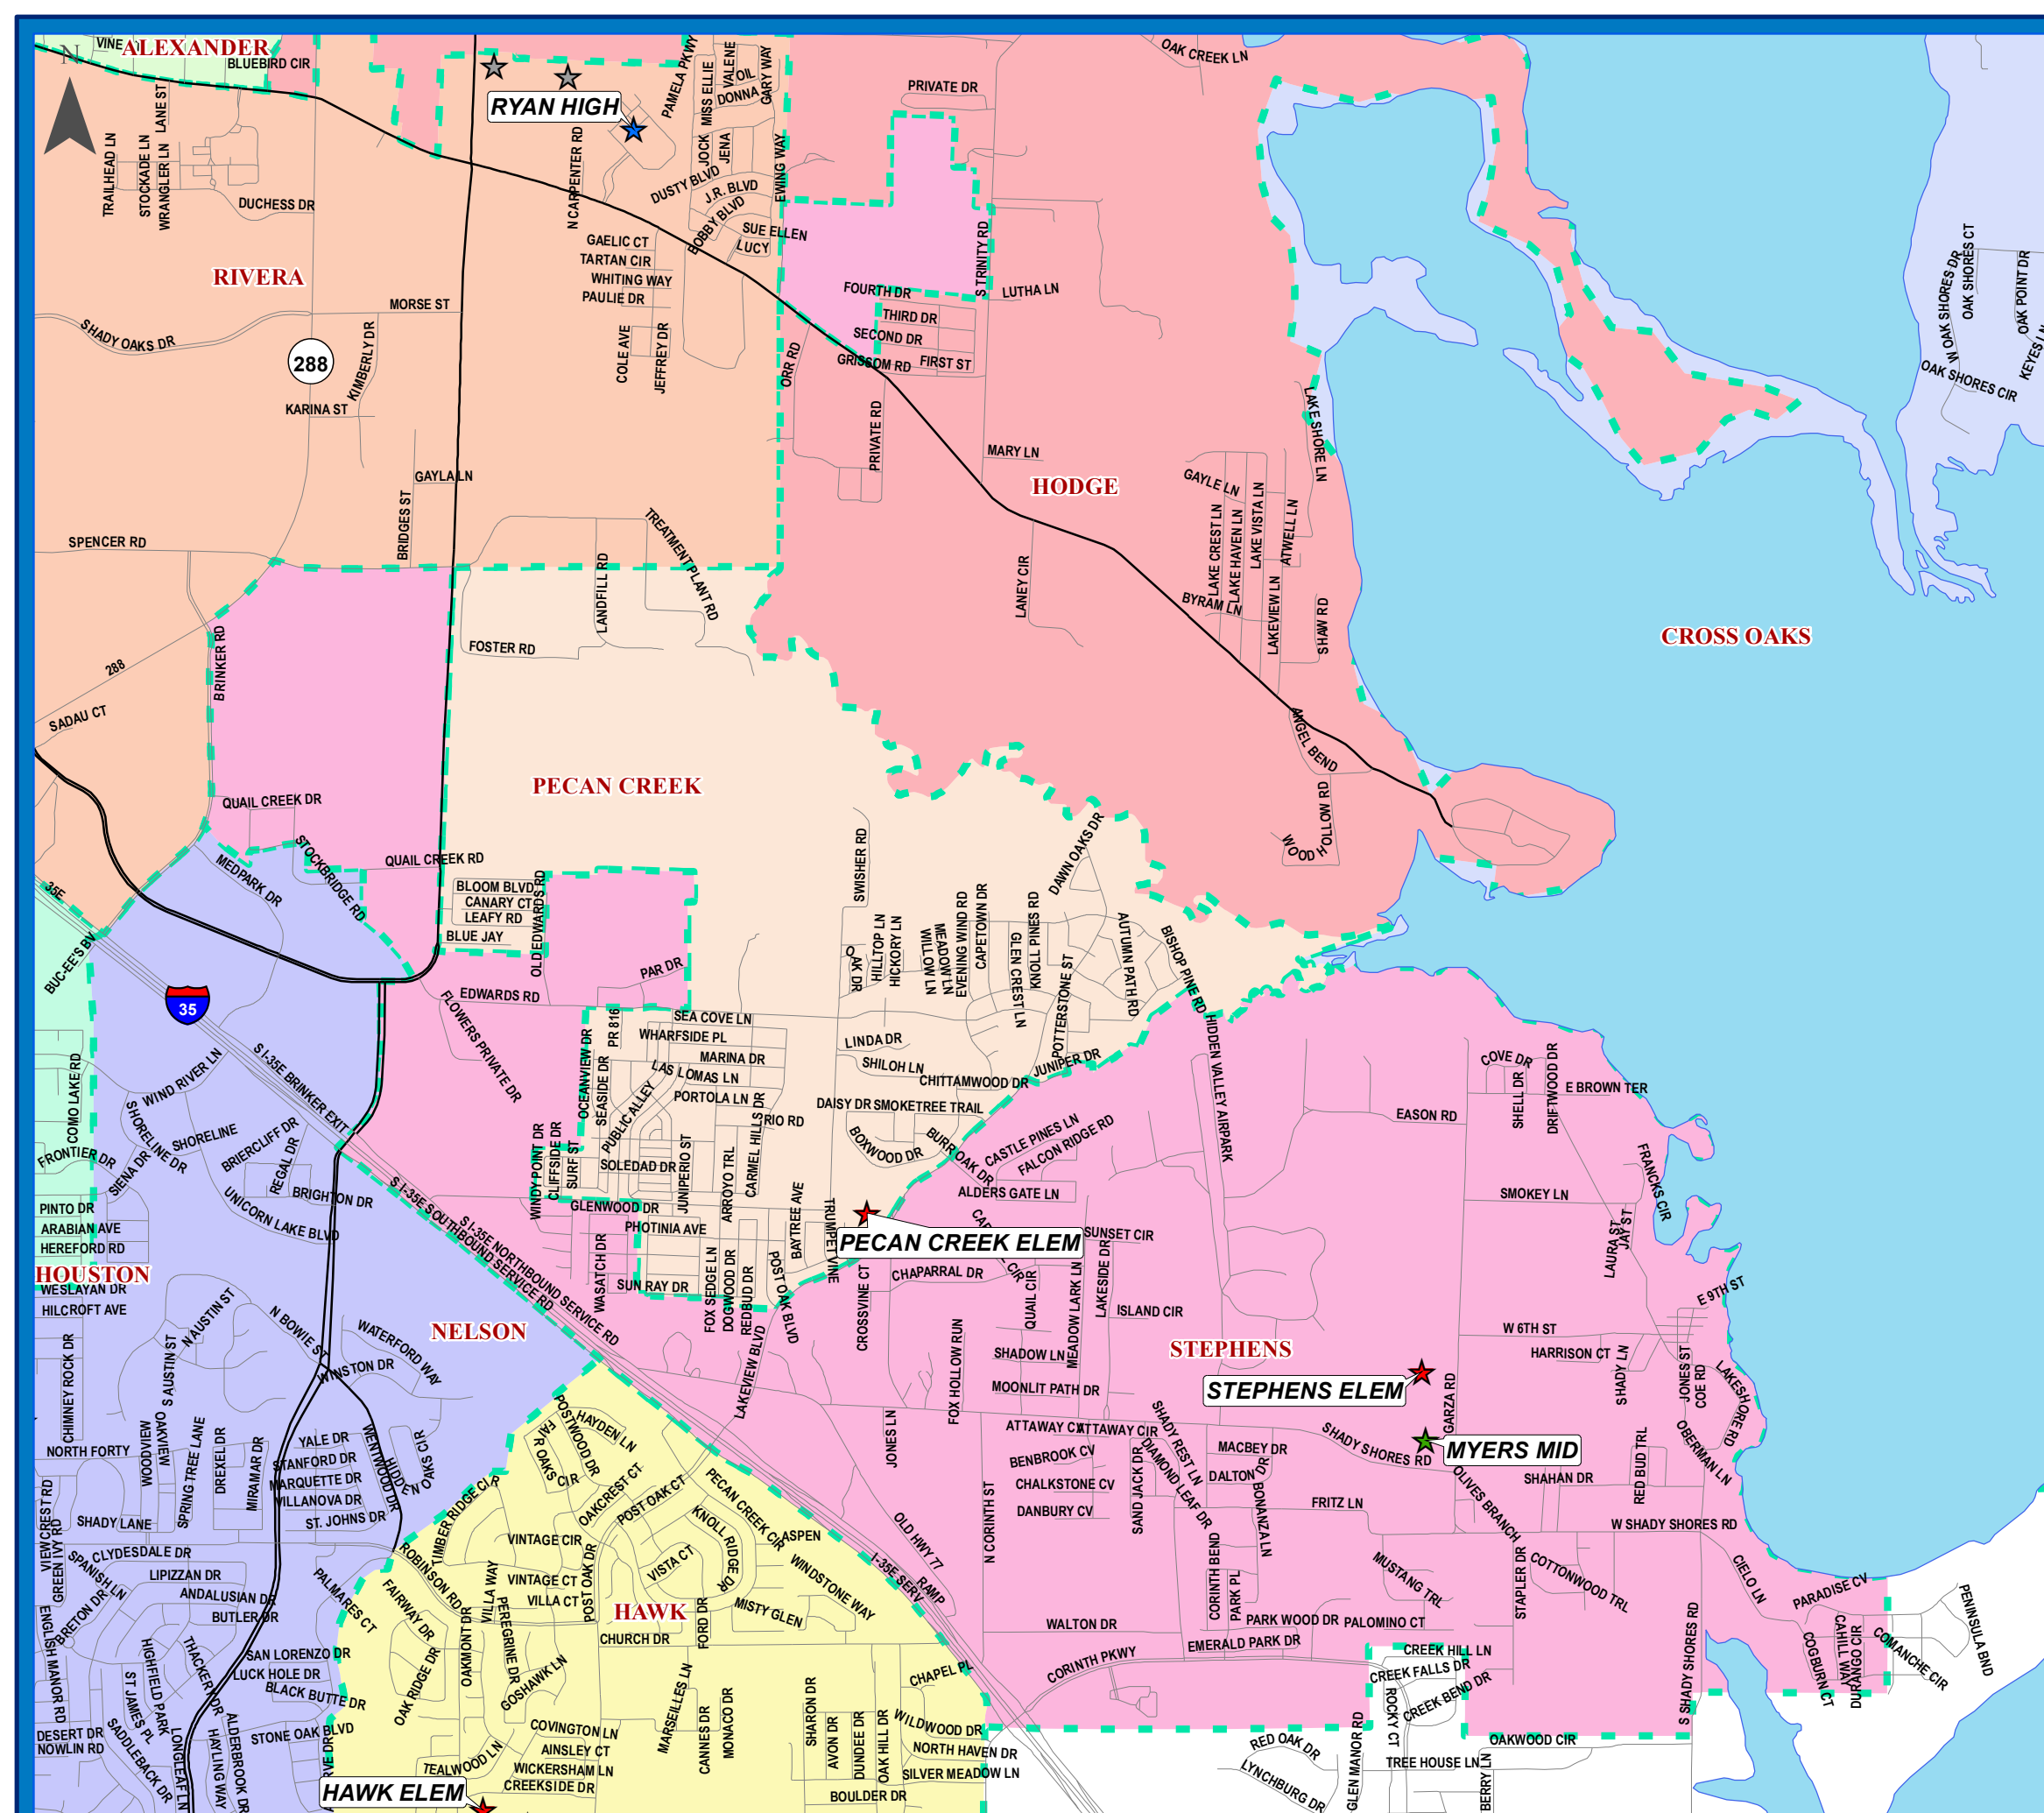 N
VINE
ALEXANDER
BLUEBIRD CIR
LANE ST
TRAILHEAD LN
STOCKADE LN
WRANGLER LN
DUCHESS DR
RYAN HIGH
N CARPENTER RD
PAMELA PKWY
MISS ELLIE
VALENE
OIL
DONNA
GARY WAY
JOCK
JENA
EWING WAY
DUSTY BLVD
J.R. BLVD
BOBBY BLVD
SUE ELLEN
LUCY
PRIVATE DR
OAK CREEK LN
RIVERA
GAELIC CT
TARTAN CIR
WHITING WAY
PAULIE DR
MORSE ST
SHADY OAKS DR
288
KIMBERLY DR
COLE AVE
JEFFREY DR
KARINA ST
S TRINITY RD
FOURTH DR
LUTHA LN
THIRD DR
SECOND DR
GRISSOM RD
FIRST ST
ORR RD
PRIVATE RD
MARY LN
HODGE
LAKE SHORE LN
GAYLE LN
LAKE CREST LN
LAKE HAVEN LN
LAKE VISTA LN
ATWELL LN
BYRAM LN
LAKEVIEW LN
SHAW RD
LANEY CIR
W OAK SHORES DR
OAK SHORES CT
OAK POINT DR
KEYES LN
OAK SHORES CIR
CROSS OAKS
GAYLA LN
BRIDGES ST
SPENCER RD
TREATMENT PLANT RD
LANDFILL RD
FOSTER RD
BRINKER RD
288
SADAU CT
PECAN CREEK
ANGEL BEND
WOOD HOLLOW RD
QUAIL CREEK DR
STOCKBRIDGE RD
QUAIL CREEK RD
MEDPARK DR
35E
BUC-EE'S BV
BLOOM BLVD
CANARY CT
LEAFY RD
BLUE JAY
OLD EDWARDS RD
PAR DR
EDWARDS RD
SWISHER RD
DAWN OAKS DR
OAK DR
HILLTOP LN
HICKORY LN
WILLOW LN
MEADOW LN
EVENING WIND RD
CAPETOWN DR
GLEN CREST LN
KNOLL PINES RD
POTTERSTONE ST
AUTUMN PATH RD
BISHOP PINE RD
HIDDEN VALLEY AIRPARK
35
FLOWERS PRIVATE DR
S I-35E BRINKER EXIT
WIND RIVER LN
COMO LAKE RD
FRONTIER DR
SIENA DR
SHORELINE DR
SHORELINE
BRIERCLIFF DR
REGAL DR
BRIGHTON DR
UNICORN LAKE BLVD
PINTO DR
ARABIAN AVE
HEREFORD RD
HOUSTON
WESLAYAN DR
HILCROFT AVE
OCEANVIEW DR
PR 816
SEASIDE DR
SEA COVE LN
WHARFSIDE PL
MARINA DR
LAS LOMAS LN
PORTOLA LN
PUBLIC ALLEY
RIO RD
LINDA DR
SHILOH LN
CHITTAMWOOD DR
JUNIPER DR
DAISY DR
SMOKETREE TRAIL
BOXWOOD DR
BURR OAK DR
CASTLE PINES LN
FALCON RIDGE RD
ALDERS GATE LN
WINDY POINT DR
CLIFFSIDE DR
SURF ST
SOLEDAD DR
JUNIPERIO ST
ARROYO TRL
CARMEL HILLS DR
GLENWOOD DR
PHOTINIA AVE
BAYTREE AVE
TRUMPET VINE
PECAN CREEK ELEM
S I-35E SOUTHBOUND SERVICE RD
S I-35E NORTHBOUND SERVICE RD
WASATCH DR
SUN RAY DR
FOX SEDGE LN
DOGWOOD DR
REDBUD DR
POST OAK BLVD
LAKEVIEW BLVD
CROSSVINE CT
CHAPARRAL DR
SUNSET CIR
QUAIL CIR
MEADOW LARK LN
LAKESIDE DR
ISLAND CIR
FOX HOLLOW RUN
SHADOW LN
MOONLIT PATH DR
JONES LN
STEPHENS
STEPHENS ELEM
MYERS MID
COVE DR
SHELL DR
DRIFTWOOD DR
E BROWN TER
EASON RD
FRANCKS CIR
SMOKEY LN
LAURA ST
JAY ST
E 9TH ST
W 6TH ST
HARRISON CT
SHADY LN
JONES ST
COE RD
LAKESHORE RD
OBERMAN LN
GARZA RD
SHADY SHORES RD
OLIVES BRANCH
SHAHAN DR
RED BUD TRL
W SHADY SHORES RD
ATTAWAY CIR
BENBROOK CV
CHALKSTONE CV
DANBURY CV
SHADY REST LN
DIAMOND LEAF DR
SAND JACK DR
MACBEY DR
DALTON DR
BONANZA LN
FRITZ LN
CORINTH BEND
PARK PL
MUSTANG TRL
STAPLER DR
COTTONWOOD TRL
CIELO LN
PARADISE CV
PENINSULA BND
COMANCHE CIR
CAHILL WAY
DURANGO CIR
COGBURN CT
S SHADY SHORES RD
N CORINTH ST
WALTON DR
PARK WOOD DR
PALOMINO CT
EMERALD PARK DR
CORINTH PKWY
CREEK HILL LN
CREEK FALLS DR
CREEK BEND DR
ROCKY CT
GLEN MANOR RD
RED OAK DR
LYNCHBURG DR
TREE HOUSE LN
BERRY LN
OAKWOOD CIR
NELSON
N AUSTIN ST
S AUSTIN ST
N BOWIE ST
WATERFORD WAY
WINSTON DR
CHIMNEY ROCK DR
NORTH FORTY
WOODVIEW
OAKVIEW
SPRING TREE LANE
DREXEL DR
MIRAMAR DR
YALE DR
STANFORD DR
MARQUETTE DR
VILLANOVA DR
ST. JOHNS DR
WENTWOOD DR
HIDDEN OAKS CIR
VIEWCREST RD
GREEN IVY RD
SHADY LANE
CLYDESDALE DR
SPANISH LN
LIPIZZAN DR
BRETON DR
ANDALUSIAN DR
BUTLER DR
ENGLISH MANOR RD
HIGHFIELD PARK
ST JAMES PL
THACKERY DR
SAN LORENZO DR
LUCK HOLE DR
BLACK BUTTE DR
STONE OAK BLVD
DESERT DR
NOWLIN RD
SADDLEBACK DR
LONGLEAF LN
HAYLING WAY
ALDERBROOK DR
PALMARES CT
FAIR OAKS CIR
POSTWOOD DR
HAYDEN LN
OAKCREST CT
POST OAK CT
TIMBER RIDGE CIR
ROBINSON RD
VINTAGE CIR
VINTAGE CT
VILLA CT
VILLA WAY
POST OAK DR
PECAN CREEK CIR
KNOLL RIDGE DR
VISTA CT
ASPEN
WINDSTONE WAY
MISTY GLEN
HAWK
FAIRWAY DR
OAKMONT DR
PEREGRINE DR
OAK RIDGE DR
GOSHAWK LN
CHURCH DR
FORD DR
MARSEILLES LN
CANNES DR
MONACO DR
COVINGTON LN
AINSLEY CT
WICKERSHAM LN
CREEKSIDE DR
TEALWOOD LN
HAWK ELEM
SHARON DR
AVON DR
DUNDEE DR
OAK HILL DR
CHAPEL PL
WILDWOOD DR
NORTH HAVEN DR
SILVER MEADOW LN
BOULDER DR
OLD HWY 77
RAMP
I-35E SERV